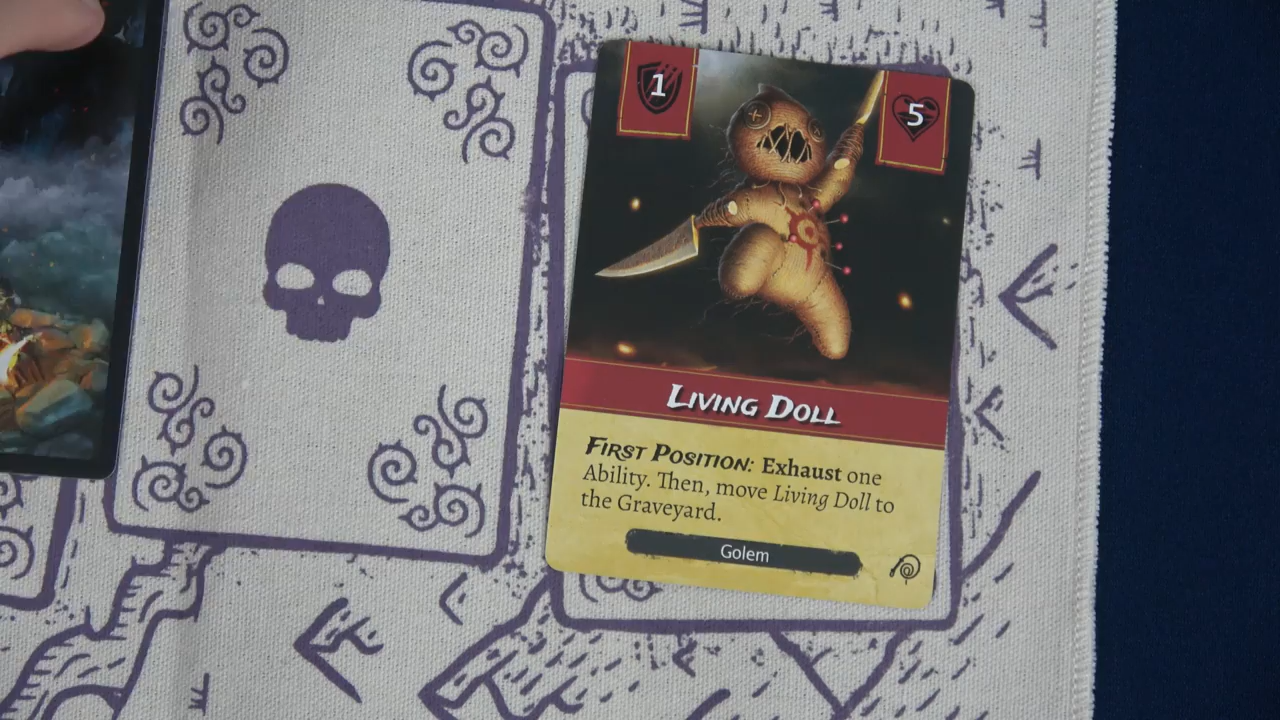 1
5
LIVING DOLL
FIRST POSITION: Exhaust one
Ability. Then, move Living Doll to
the Graveyard.
Golem